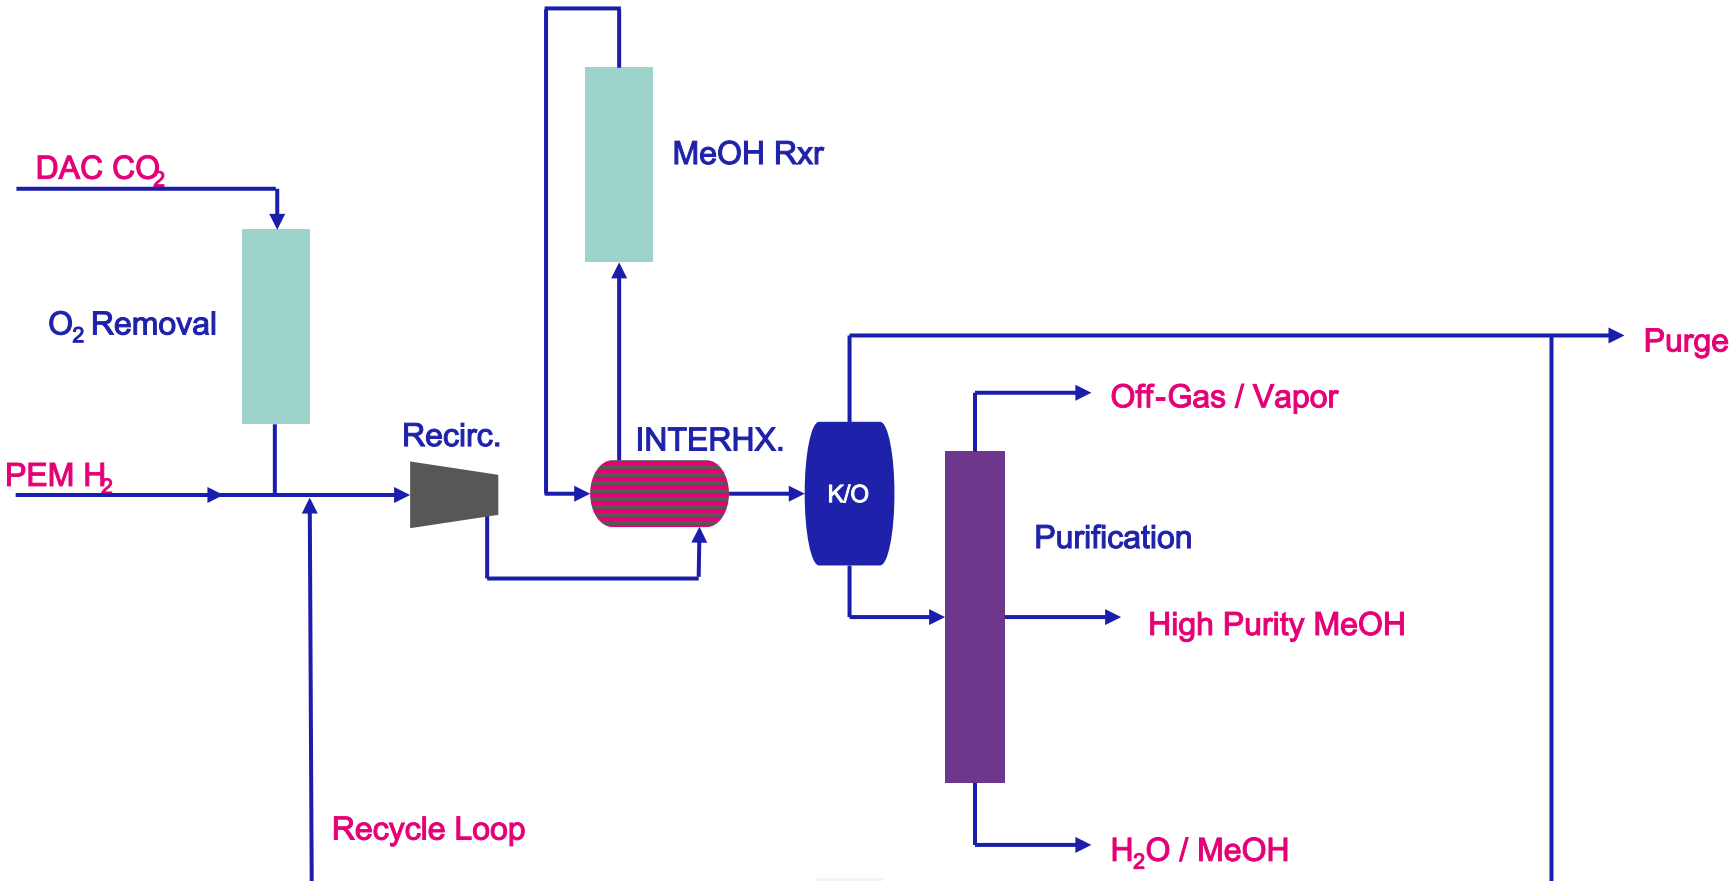 DAC CO₂
MeOH Rxr
O₂ Removal
Purge
Off-Gas / Vapor
Recirc.
INTERHX.
PEM H₂
K/O
Purification
High Purity MeOH
Recycle Loop
H₂O / MeOH